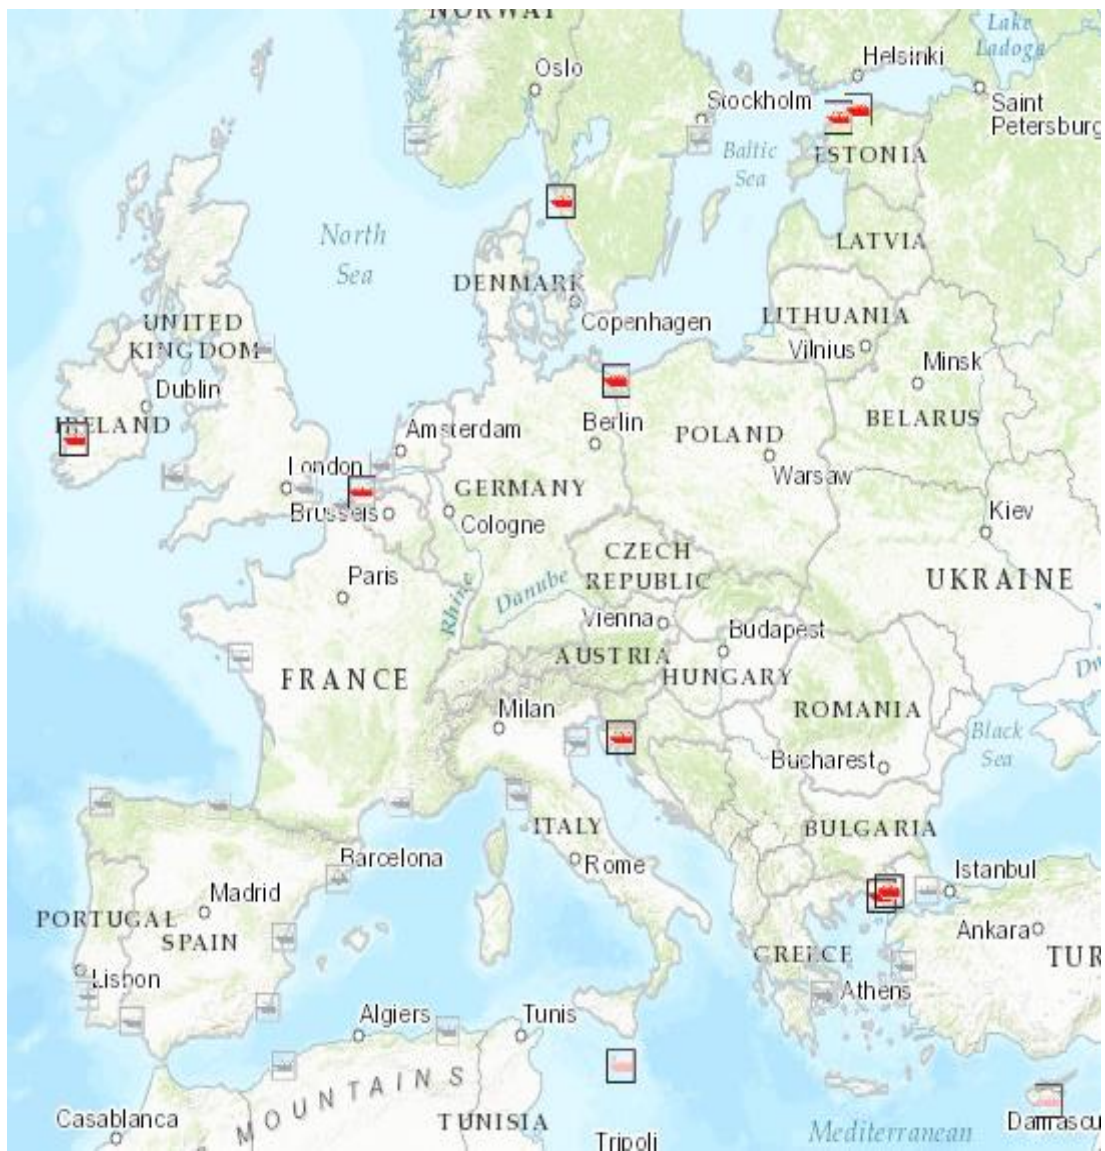 NORWAY
Lake
Ladoga
Helsinki
Oslo
Saint
Petersburg
Stockholm
Baltic
Sea
ESTONIA
North
Sea
LATVIA
DENMARK
Copenhagen
LITHUANIA
Vilnius
UNITED
KINGDOM
Minsk
Dublin
BELARUS
IRELAND
Amsterdam
Berlin
POLAND
Warsaw
London
GERMANY
Brussels
Cologne
Kiev
CZECH
REPUBLIC
Paris
Rhine
Danube
UKRAINE
Vienna
Budapest
AUSTRIA
HUNGARY
FRANCE
Milan
ROMANIA
Black
Sea
Bucharest
ITALY
BULGARIA
Barcelona
Rome
Istanbul
Madrid
PORTUGAL
SPAIN
Ankara
GREECE
TUR
Lisbon
Athens
Algiers
Tunis
MOUNTAINS
Casablanca
TUNISIA
Tripoli
Mediterranean
Damascu